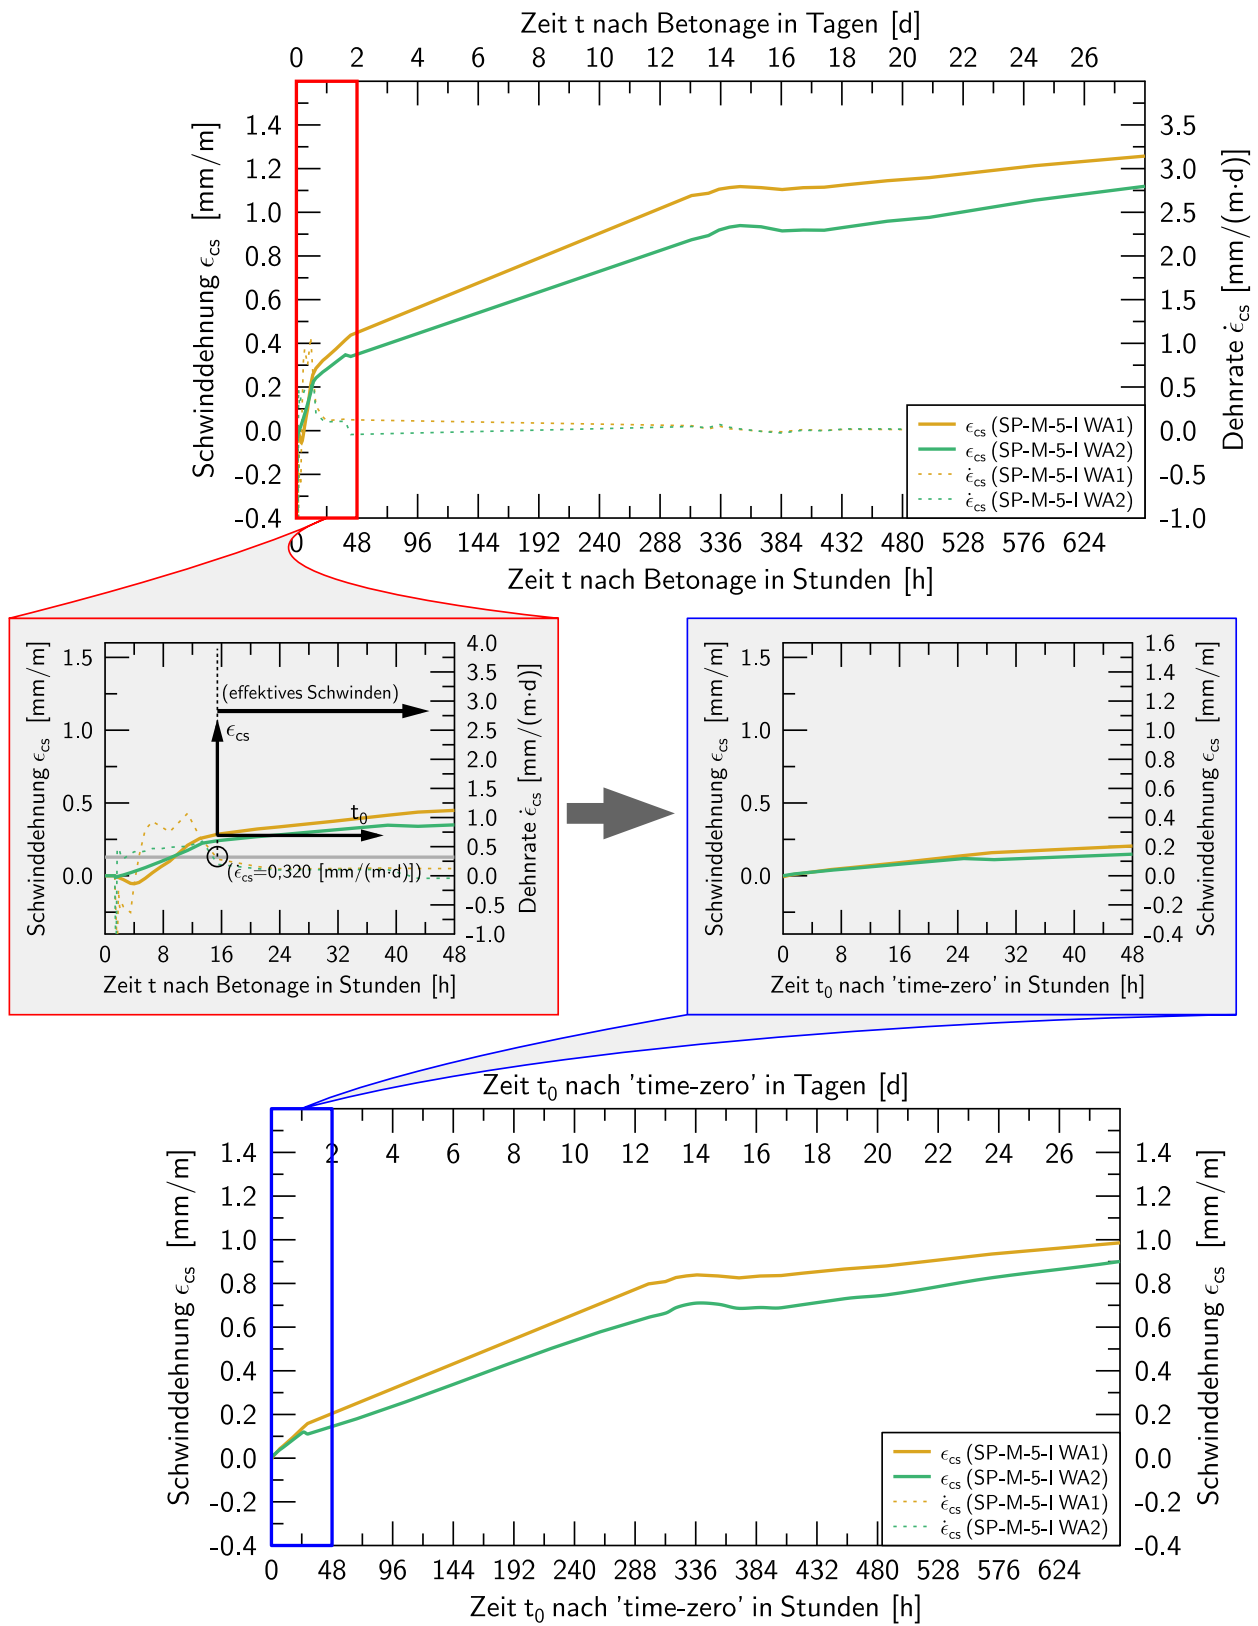 Zeit t nach Betonage in Tagen [d]
0 2 4 6 8 10 12 14 16 18 20 22 24 26
Schwinddehnung ϵcs [mm/m]
1.4
1.2
1.0
0.8
0.6
0.4
0.2
0.0
-0.2
-0.4
3.5
3.0
2.5
2.0
1.5
1.0
0.5
0.0
-0.5
-1.0
Dehnrate ϵ̇cs [mm/(m·d)]
ϵcs (SP-M-5-I WA1)
ϵcs (SP-M-5-I WA2)
ϵ̇cs (SP-M-5-I WA1)
ϵ̇cs (SP-M-5-I WA2)
0 48 96 144 192 240 288 336 384 432 480 528 576 624
Zeit t nach Betonage in Stunden [h]
Schwinddehnung ϵcs [mm/m]
1.5
1.0
0.5
0.0
(effektives Schwinden)
ϵcs
t0
(ϵ̇cs=0,320 [mm/(m·d)])
4.0
3.5
3.0
2.5
2.0
1.5
1.0
0.5
0.0
-0.5
-1.0
Dehnrate ϵ̇cs [mm/(m·d)]
0 8 16 24 32 40 48
Zeit t nach Betonage in Stunden [h]
Schwinddehnung ϵcs [mm/m]
1.5
1.0
0.5
0.0
1.6
1.4
1.2
1.0
0.8
0.6
0.4
0.2
0.0
-0.2
-0.4
Schwinddehnung ϵcs [mm/m]
0 8 16 24 32 40 48
Zeit t0 nach 'time-zero' in Stunden [h]
Zeit t0 nach 'time-zero' in Tagen [d]
2 4 6 8 10 12 14 16 18 20 22 24 26
Schwinddehnung ϵcs [mm/m]
1.4
1.2
1.0
0.8
0.6
0.4
0.2
0.0
-0.2
-0.4
1.4
1.2
1.0
0.8
0.6
0.4
0.2
0.0
-0.2
-0.4
Schwinddehnung ϵcs [mm/m]
ϵcs (SP-M-5-I WA1)
ϵcs (SP-M-5-I WA2)
ϵ̇cs (SP-M-5-I WA1)
ϵ̇cs (SP-M-5-I WA2)
0 48 96 144 192 240 288 336 384 432 480 528 576 624
Zeit t0 nach 'time-zero' in Stunden [h]